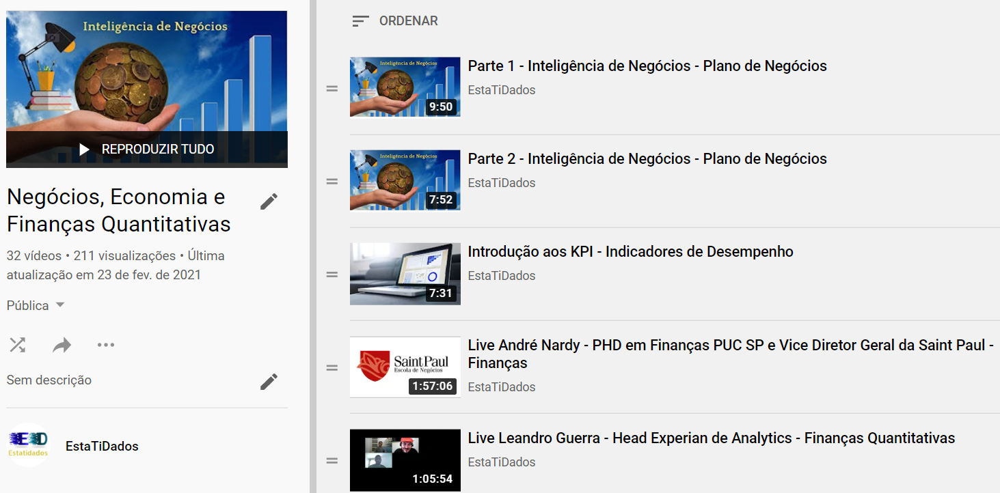 Inteligência de Negócios
REPRODUZIR TUDO
Negócios, Economia e
Finanças Quantitativas
32 vídeos • 211 visualizações • Última
atualização em 23 de fev. de 2021
Pública
Sem descrição
EED
Estatidados
EstaTiDados
ORDENAR
Inteligência de Negócios
9:50
Parte 1 - Inteligência de Negócios - Plano de Negócios
EstaTiDados
Inteligência de Negócios
7:52
Parte 2 - Inteligência de Negócios - Plano de Negócios
EstaTiDados
7:31
Introdução aos KPI - Indicadores de Desempenho
EstaTiDados
Saint Paul
Escola de Negócios
1:57:06
Live André Nardy - PHD em Finanças PUC SP e Vice Diretor Geral da Saint Paul -
Finanças
EstaTiDados
1:05:54
Live Leandro Guerra - Head Experian de Analytics - Finanças Quantitativas
EstaTiDados